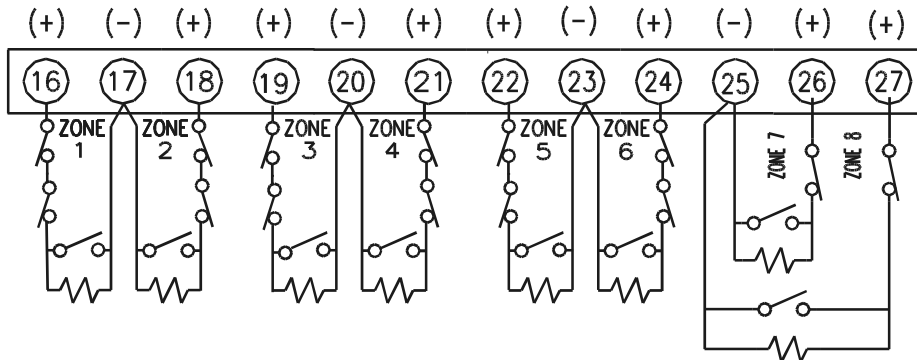 (+) (-) (+) (+) (-) (+) (+) (-) (+) (-) (+) (+)
16 17 18 19 20 21 22 23 24 25 26 27
ZONE 1
ZONE 2
ZONE 3
ZONE 4
ZONE 5
ZONE 6
ZONE 7
ZONE 8